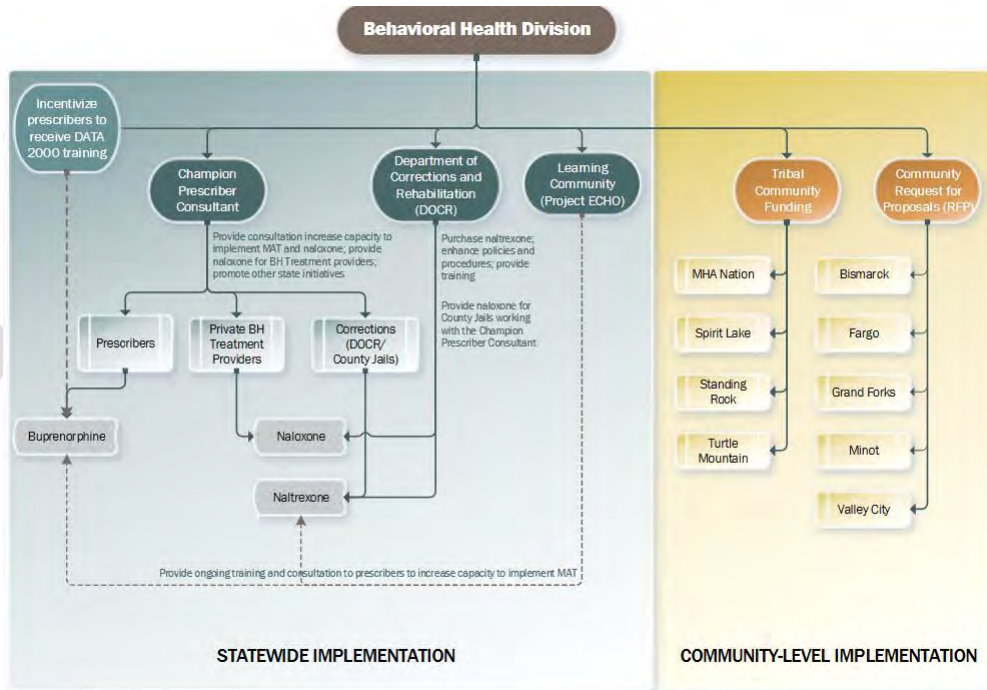 Behavioral Health Division
Incentivize
prescribers to
receive DATA
2000 training
Champion
Prescriber
Consultant
Department of
Corrections and
Rehabilitation
(DOCR)
Learning
Community
(Project ECHO)
Tribal
Community
Funding
Community
Request for
Proposals (RFP)
Provide consultation increase capacity to
implement MAT and naloxone; provide
naloxone for BH Treatment providers;
promote other state initiatives
Purchase naltrexone;
enhance policies and
procedures; provide
training
Provide naloxone for
County Jails working
with the Champion
Prescriber Consultant
Prescribers
Private BH
Treatment
Providers
Corrections
(DOCR/
County Jails)
Buprenorphine
Naloxone
Naltrexone
Provide ongoing training and consultation to prescribers to increase capacity to implement MAT
MHA Nation
Spirit Lake
Standing
Rock
Turtle
Mountain
Bismarck
Fargo
Grand Forks
Minot
Valley City
STATEWIDE IMPLEMENTATION
COMMUNITY-LEVEL IMPLEMENTATION